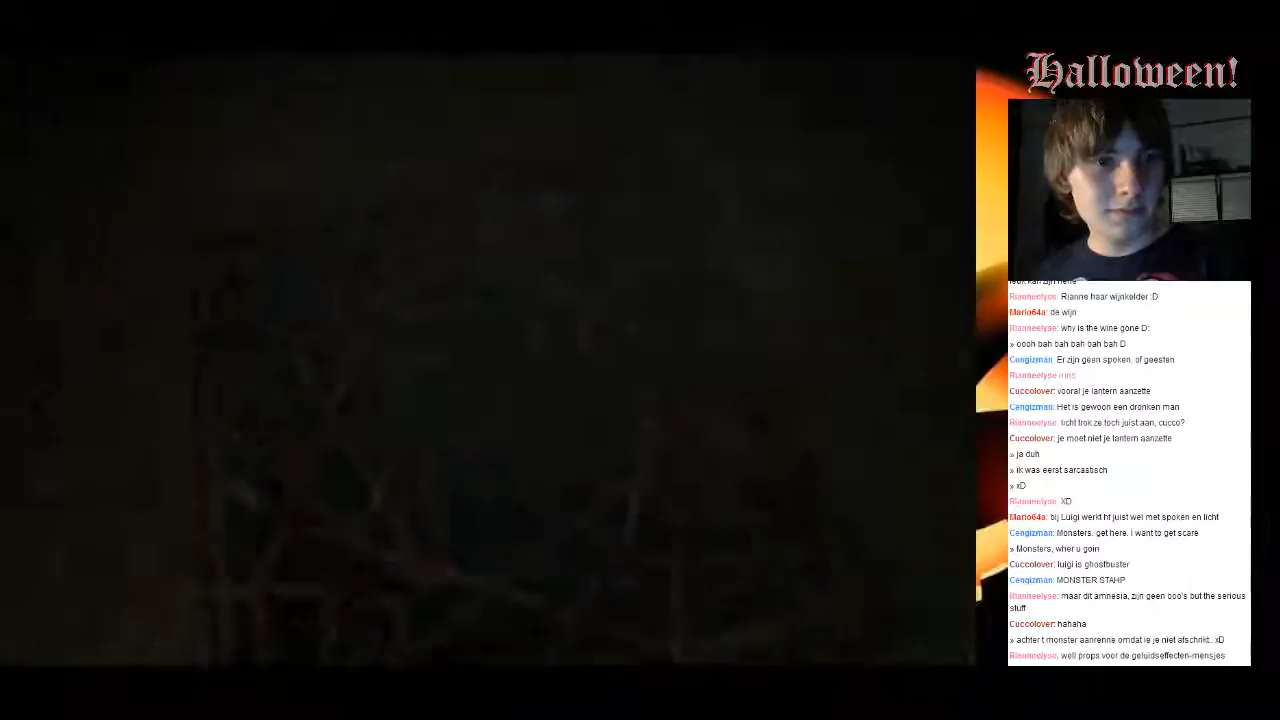 Halloween!
Rianneelyse: Rianne haar wijnkelder :D
Mario64a: de wijn
Rianneelyse: why is the wine gone D:
» oooh bah bah bah bah bah D
Cengizman: Er zijn geen spoken, of geesten
Rianneelyse runs
Cuccolover: vooral je lantern aanzette
Cengizman: Het is gewoon een dronken man
Rianneelyse: licht trok ze toch juist aan, cucco?
Cuccolover: je moet niet je lantern aanzette
» ja duh
» ik was eerst sarcastisch
» xD
Rianneelyse: XD
Mario64a: bij Luigi werkt ht juist wel met spoken en licht
Cengizman: Monsters, get here, i want to get scare
» Monsters, wher u goin
Cuccolover: luigi is ghostbuster
Cengizman: MONSTER STAHP
Rianneelyse: maar dit amnesia, zijn geen boo's but the serious
stuff
Cuccolover: hahaha
» achter t monster aanrenne omdat ie je niet afschrikt.. xD
Rianneelyse: well props voor de geluidseffecten-mensjes